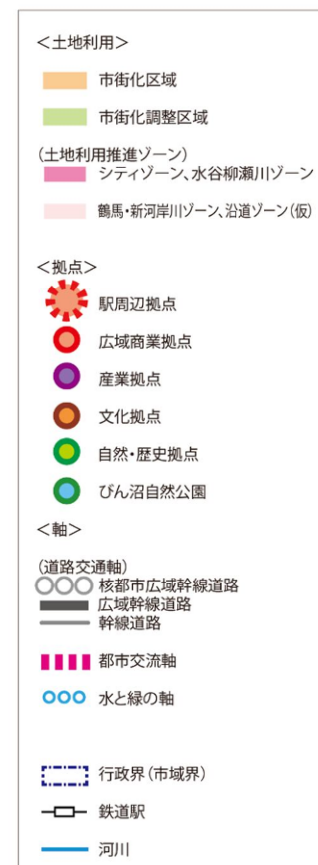 ＜土地利用＞
市街化区域
市街化調整区域
(土地利用推進ゾーン)
シティゾーン、水谷柳瀬川ゾーン
鶴馬・新河岸川ゾーン、沿道ゾーン(仮)
＜拠点＞
駅周辺拠点
広域商業拠点
産業拠点
文化拠点
自然・歴史拠点
びん沼自然公園
＜軸＞
(道路交通軸)
核都市広域幹線道路
広域幹線道路
幹線道路
都市交流軸
水と緑の軸
行政界(市域界)
鉄道駅
河川